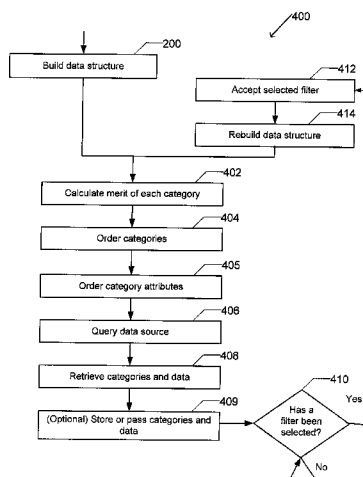 400
200
Build data structure
412
Accept selected filter
414
Rebuild data structure
402
Calculate merit of each category
404
Order categories
405
Order category attributes
406
Query data source
408
Retrieve categories and data
409
(Optional) Store or pass categories and
data
410
Has a
filter been
selected?
Yes
No